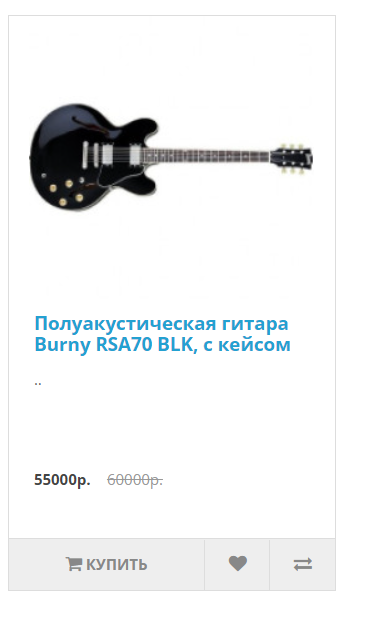 Полуакустическая гитара
Burny RSA70 BLK, с кейсом
..
55000р. 60000р.
КУПИТЬ